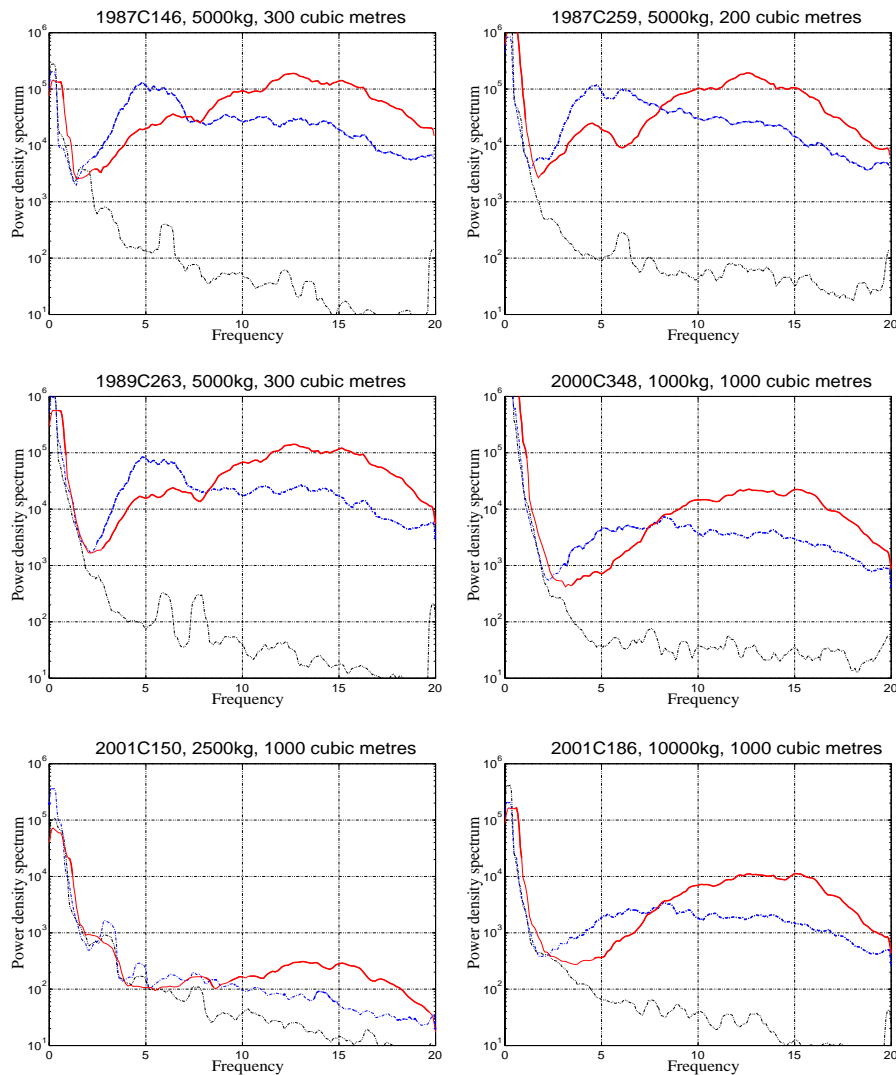 1987C146, 5000kg, 300 cubic metres
10^6
10^5
10^4
10^3
10^2
10^1
Power density spectrum
0 5 10 15 20
Frequency
1987C259, 5000kg, 200 cubic metres
10^6
10^5
10^4
10^3
10^2
10^1
Power density spectrum
0 5 10 15 20
Frequency
1989C263, 5000kg, 300 cubic metres
10^6
10^5
10^4
10^3
10^2
10^1
Power density spectrum
0 5 10 15 20
Frequency
2000C348, 1000kg, 1000 cubic metres
10^6
10^5
10^4
10^3
10^2
10^1
Power density spectrum
0 5 10 15 20
Frequency
2001C150, 2500kg, 1000 cubic metres
10^6
10^5
10^4
10^3
10^2
10^1
Power density spectrum
0 5 10 15 20
Frequency
2001C186, 10000kg, 1000 cubic metres
10^6
10^5
10^4
10^3
10^2
10^1
Power density spectrum
0 5 10 15 20
Frequency